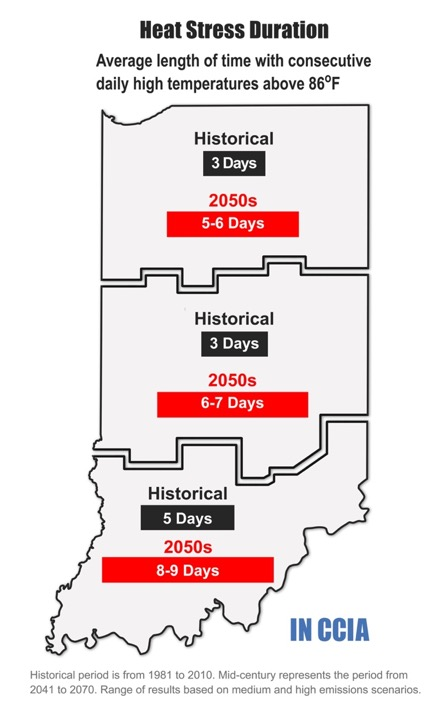 Heat Stress Duration
Average length of time with consecutive
daily high temperatures above 86°F
Historical
3 Days
2050s
5-6 Days
Historical
3 Days
2050s
6-7 Days
Historical
5 Days
2050s
8-9 Days
IN CCIA
Historical period is from 1981 to 2010. Mid-century represents the period from
2041 to 2070. Range of results based on medium and high emissions scenarios.